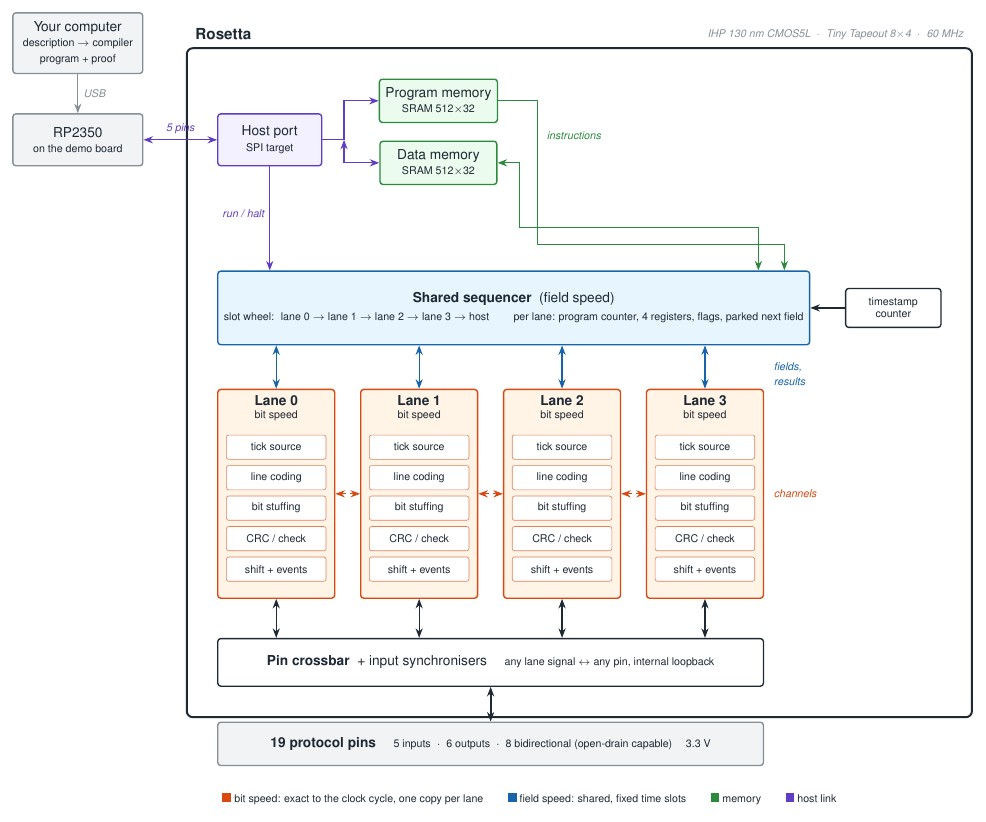 Your computer
description → compiler
program + proof
Rosetta
IHP 130 nm CMOS5L · Tiny Tapeout 8×4 · 60 MHz
USB
RP2350
on the demo board
5 pins
Host port
SPI target
Program memory
SRAM 512×32
instructions
Data memory
SRAM 512×32
run / halt
Shared sequencer (field speed)
slot wheel: lane 0 → lane 1 → lane 2 → lane 3 → host per lane: program counter, 4 registers, flags, parked next field
timestamp
counter
fields,
results
Lane 0
bit speed
tick source
line coding
bit stuffing
CRC / check
shift + events
Lane 1
bit speed
tick source
line coding
bit stuffing
CRC / check
shift + events
Lane 2
bit speed
tick source
line coding
bit stuffing
CRC / check
shift + events
Lane 3
bit speed
tick source
line coding
bit stuffing
CRC / check
shift + events
channels
Pin crossbar + input synchronisers any lane signal ↔ any pin, internal loopback
19 protocol pins 5 inputs · 6 outputs · 8 bidirectional (open-drain capable) 3.3 V
bit speed: exact to the clock cycle, one copy per lane
field speed: shared, fixed time slots
memory
host link